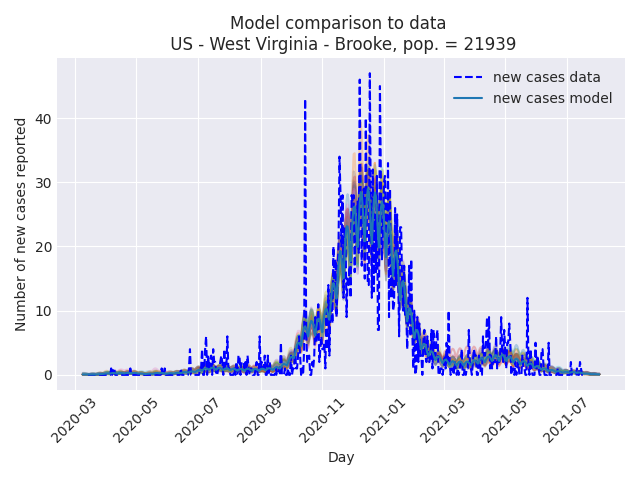 Model comparison to data
US - West Virginia - Brooke, pop. = 21939
new cases data
new cases model
Number of new cases reported
40
30
20
10
0
2020-03
2020-05
2020-07
2020-09
2020-11
2021-01
2021-03
2021-05
2021-07
Day